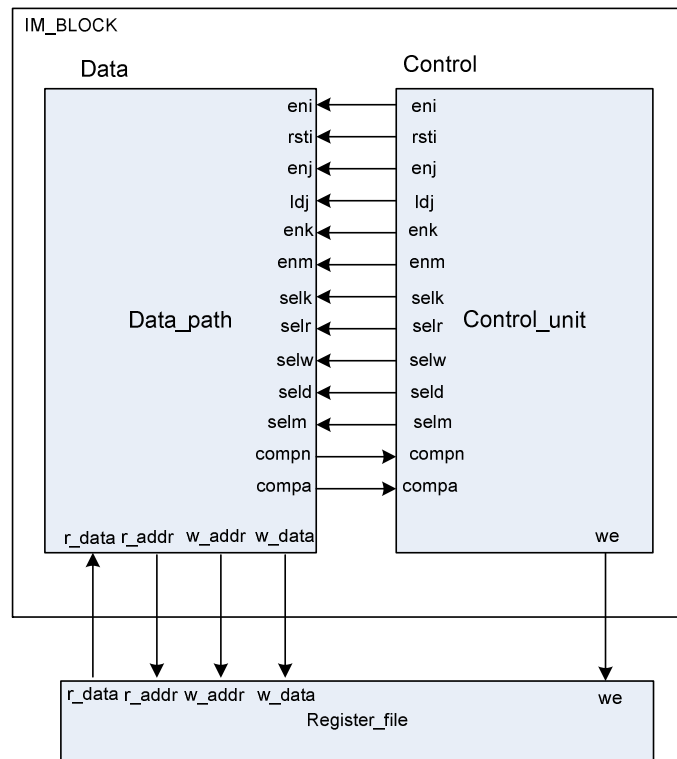 IM_BLOCK
Data Control
eni eni
rsti rsti
enj enj
ldj ldj
enk enk
enm enm
selk selk
Data_path selr selr Control_unit
selw selw
seld seld
selm selm
compn compn
compa compa
r_data r_addr w_addr w_data we
r_data r_addr w_addr w_data we
Register_file